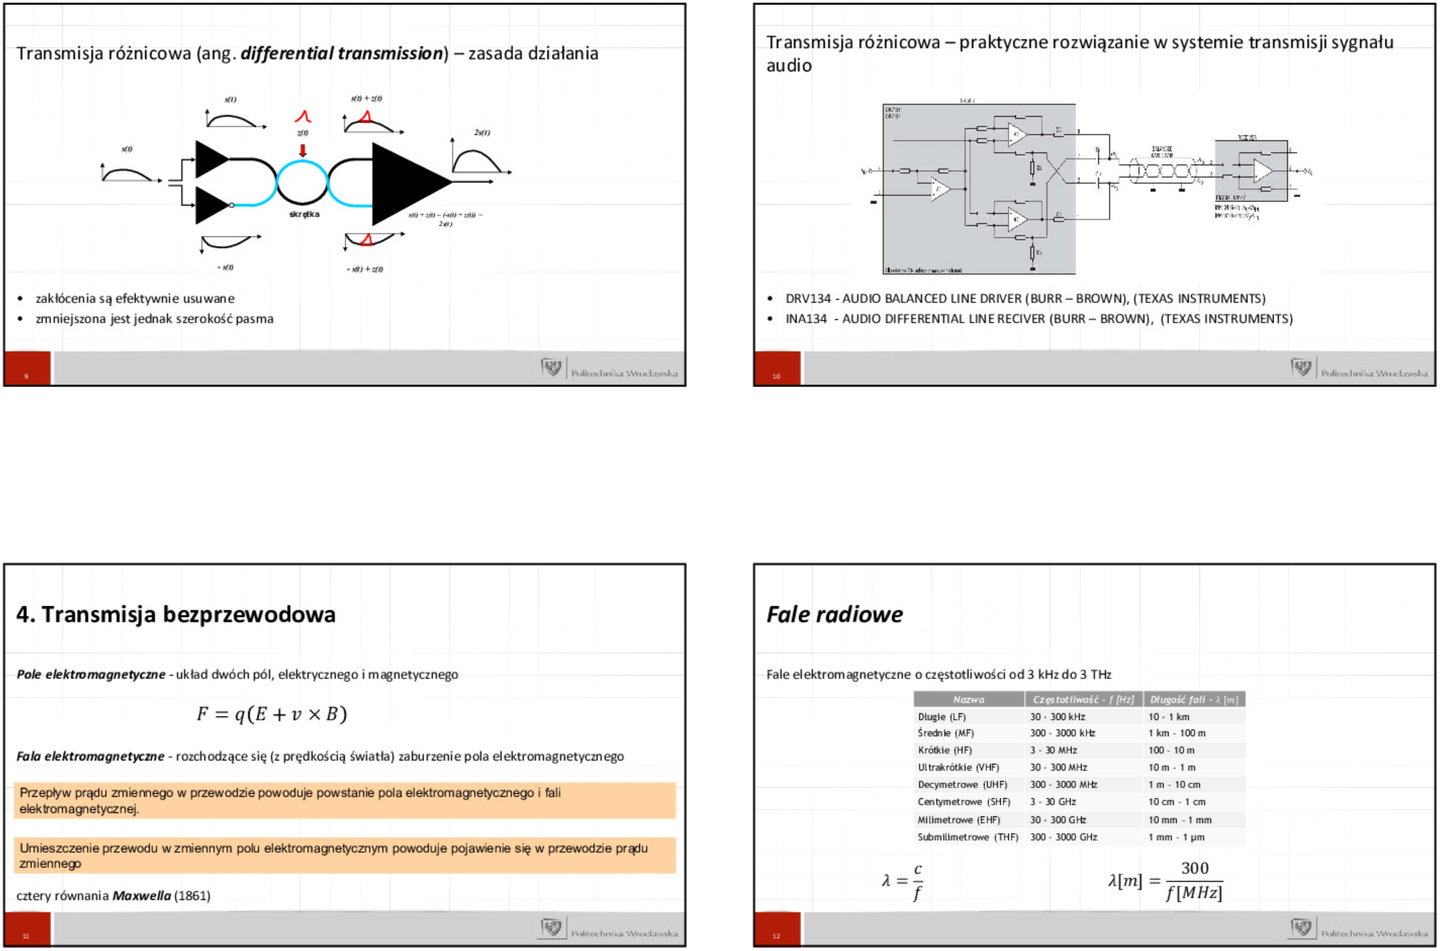 Transmisja różnicowa (ang. differential transmission) – zasada działania
s(t)
s(t)
z(t)
s(t) + z(t)
2s(t)
skrętka
s(t) + z(t) – (-s(t) + z(t)) =
2s(t)
- s(t)
- s(t) + z(t)
• zakłócenia są efektywnie usuwane
• zmniejszona jest jednak szerokość pasma
9
Politechnika Wrocławska
Transmisja różnicowa – praktyczne rozwiązanie w systemie transmisji sygnału
audio
• DRV134 - AUDIO BALANCED LINE DRIVER (BURR – BROWN), (TEXAS INSTRUMENTS)
• INA134 - AUDIO DIFFERENTIAL LINE RECIVER (BURR – BROWN), (TEXAS INSTRUMENTS)
10
Politechnika Wrocławska
4. Transmisja bezprzewodowa
Pole elektromagnetyczne - układ dwóch pól, elektrycznego i magnetycznego
F = q(E + v × B)
Fala elektromagnetyczne - rozchodzące się (z prędkością światła) zaburzenie pola elektromagnetycznego
Przepływ prądu zmiennego w przewodzie powoduje powstanie pola elektromagnetycznego i fali
elektromagnetycznej.
Umieszczenie przewodu w zmiennym polu elektromagnetycznym powoduje pojawienie się w przewodzie prądu
zmiennego
cztery równania Maxwella (1861)
11
Politechnika Wrocławska
Fale radiowe
Fale elektromagnetyczne o częstotliwości od 3 kHz do 3 THz
Nazwa Częstotliwość - f [Hz] Długość fali - λ [m]
Długie (LF) 30 - 300 kHz 10 - 1 km
Średnie (MF) 300 - 3000 kHz 1 km - 100 m
Krótkie (HF) 3 - 30 MHz 100 - 10 m
Ultrakrótkie (VHF) 30 - 300 MHz 10 m - 1 m
Decymetrowe (UHF) 300 - 3000 MHz 1 m - 10 cm
Centymetrowe (SHF) 3 - 30 GHz 10 cm - 1 cm
Milimetrowe (EHF) 30 - 300 GHz 10 mm - 1 mm
Submilimetrowe (THF) 300 - 3000 GHz 1 mm - 1 µm
λ = c/f
λ[m] = 300/f[MHz]
12
Politechnika Wrocławska